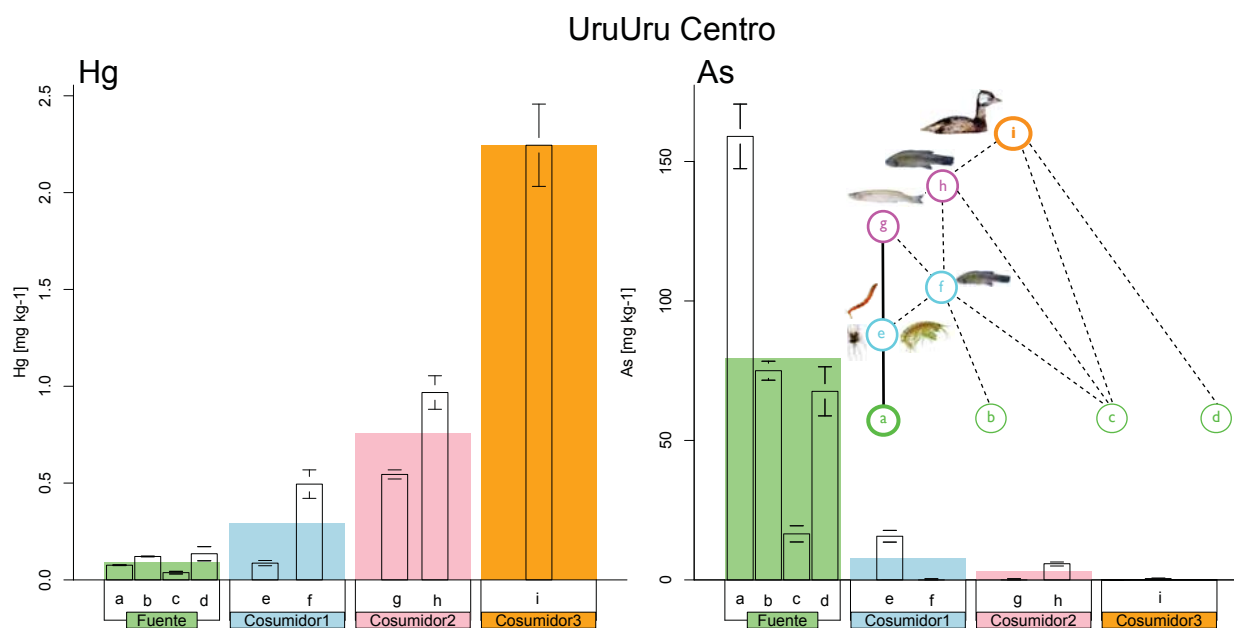 UruUru Centro
Hg
Hg [mg kg-1]
2.5
2.0
1.5
1.0
0.5
0.0
a b c d e f g h i
Fuente Cosumidor1 Cosumidor2 Cosumidor3
As
As [mg kg-1]
150
100
50
0
i
h
g
f
e
a b c d
a b c d e f g h i
Fuente Cosumidor1 Cosumidor2 Cosumidor3